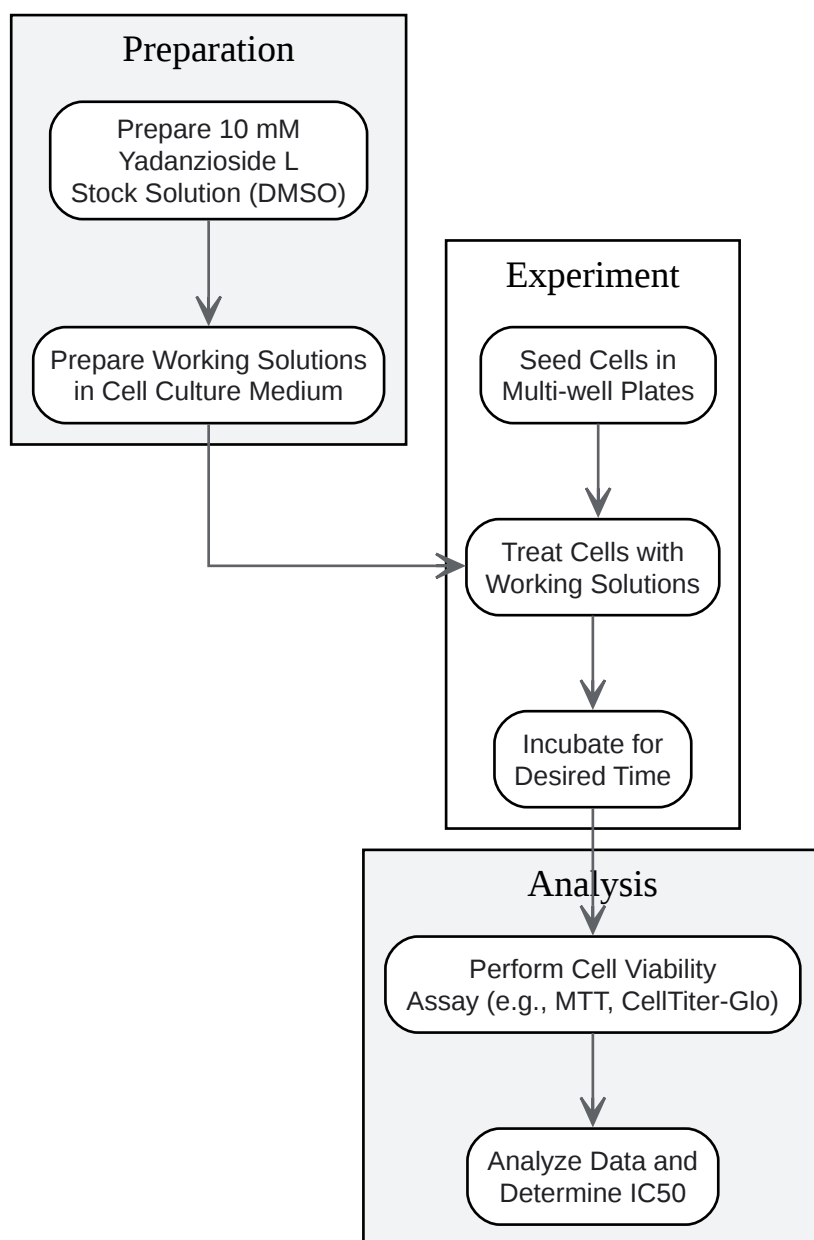 Preparation
Prepare 10 mM
Yadanzioside L
Stock Solution (DMSO)
Prepare Working Solutions
in Cell Culture Medium
Experiment
Seed Cells in
Multi-well Plates
Treat Cells with
Working Solutions
Incubate for
Desired Time
Analysis
Perform Cell Viability
Assay (e.g., MTT, CellTiter-Glo)
Analyze Data and
Determine IC50